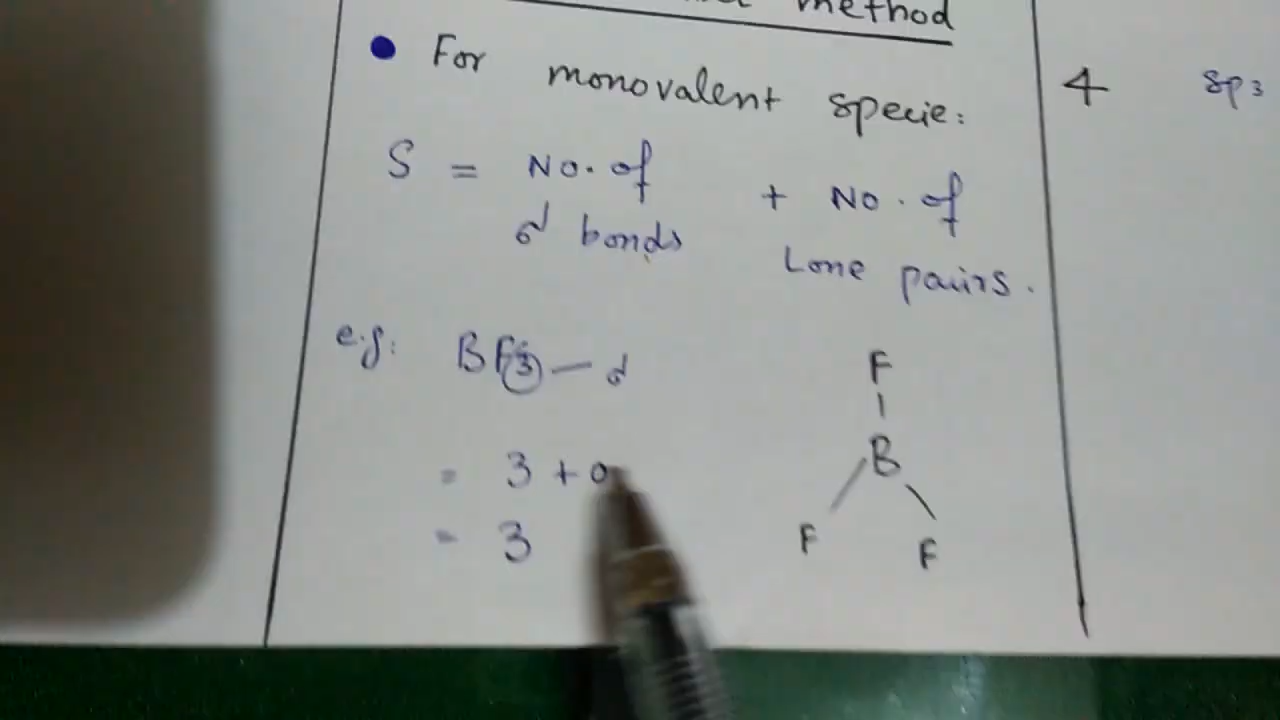 method
• For monovalent specie:
S = No. of σ bonds + No. of Lone pairs.
e.g: BF3 — σ
= 3 + 0
= 3
F
B
F F
4 sp3